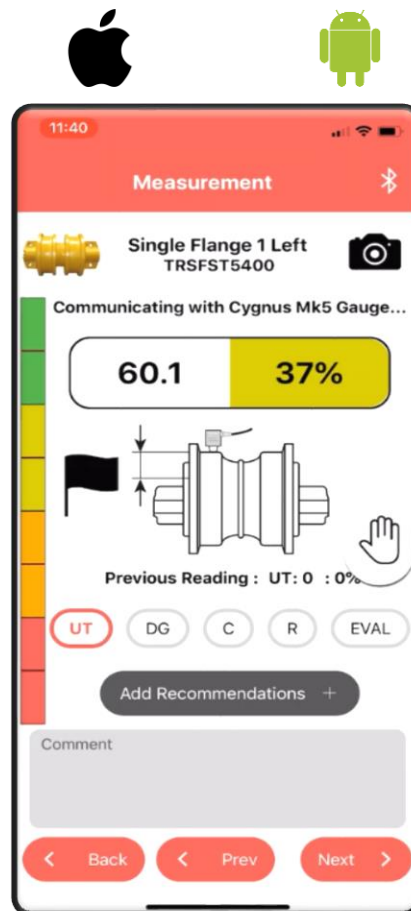 11:40
Measurement
Single Flange 1 Left
TRSFST5400
Communicating with Cygnus Mk5 Gauge...
60.1 37%
Previous Reading : UT: 0 : 0%
UT DG C R EVAL
Add Recommendations +
Comment
< Back < Prev Next >